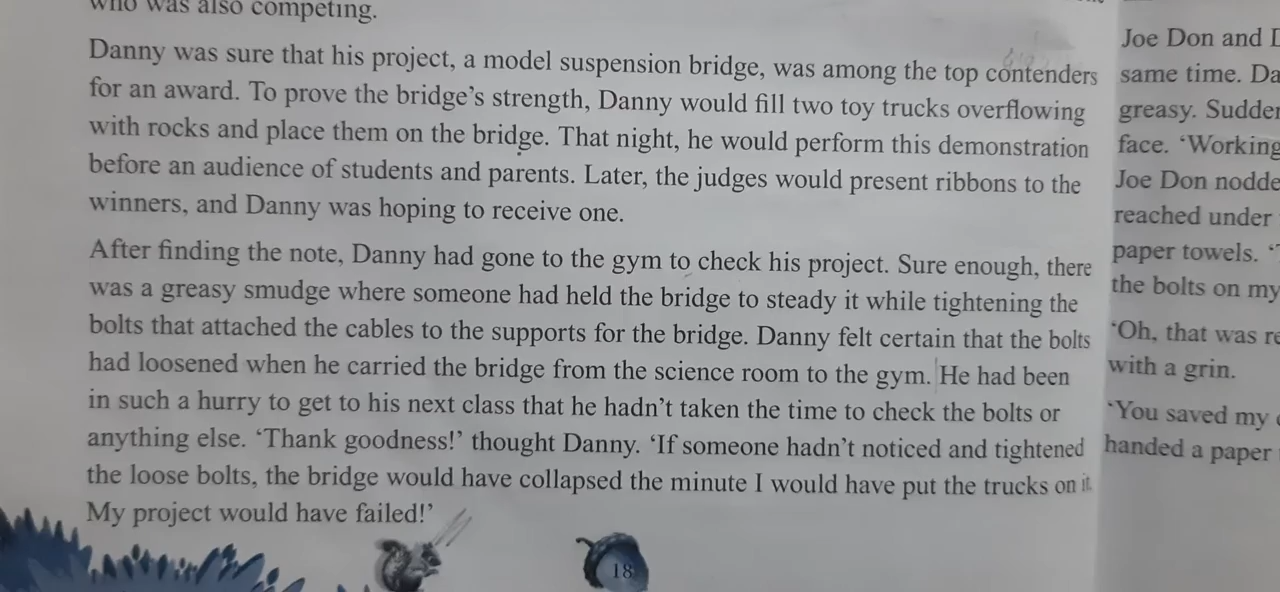 who was also competing.
Danny was sure that his project, a model suspension bridge, was among the top contenders
for an award. To prove the bridge's strength, Danny would fill two toy trucks overflowing
with rocks and place them on the bridge. That night, he would perform this demonstration
before an audience of students and parents. Later, the judges would present ribbons to the
winners, and Danny was hoping to receive one.
After finding the note, Danny had gone to the gym to check his project. Sure enough, there
was a greasy smudge where someone had held the bridge to steady it while tightening the
bolts that attached the cables to the supports for the bridge. Danny felt certain that the bolts
had loosened when he carried the bridge from the science room to the gym. He had been
in such a hurry to get to his next class that he hadn't taken the time to check the bolts or
anything else. 'Thank goodness!' thought Danny. 'If someone hadn't noticed and tightened
the loose bolts, the bridge would have collapsed the minute I would have put the trucks on it.
My project would have failed!'
18
Joe Don and
same time.
greasy.
face. 'Working
Joe Don
reached under
paper towels.
the bolts on my
'Oh, that was
with a grin.
'You saved my
handed a paper